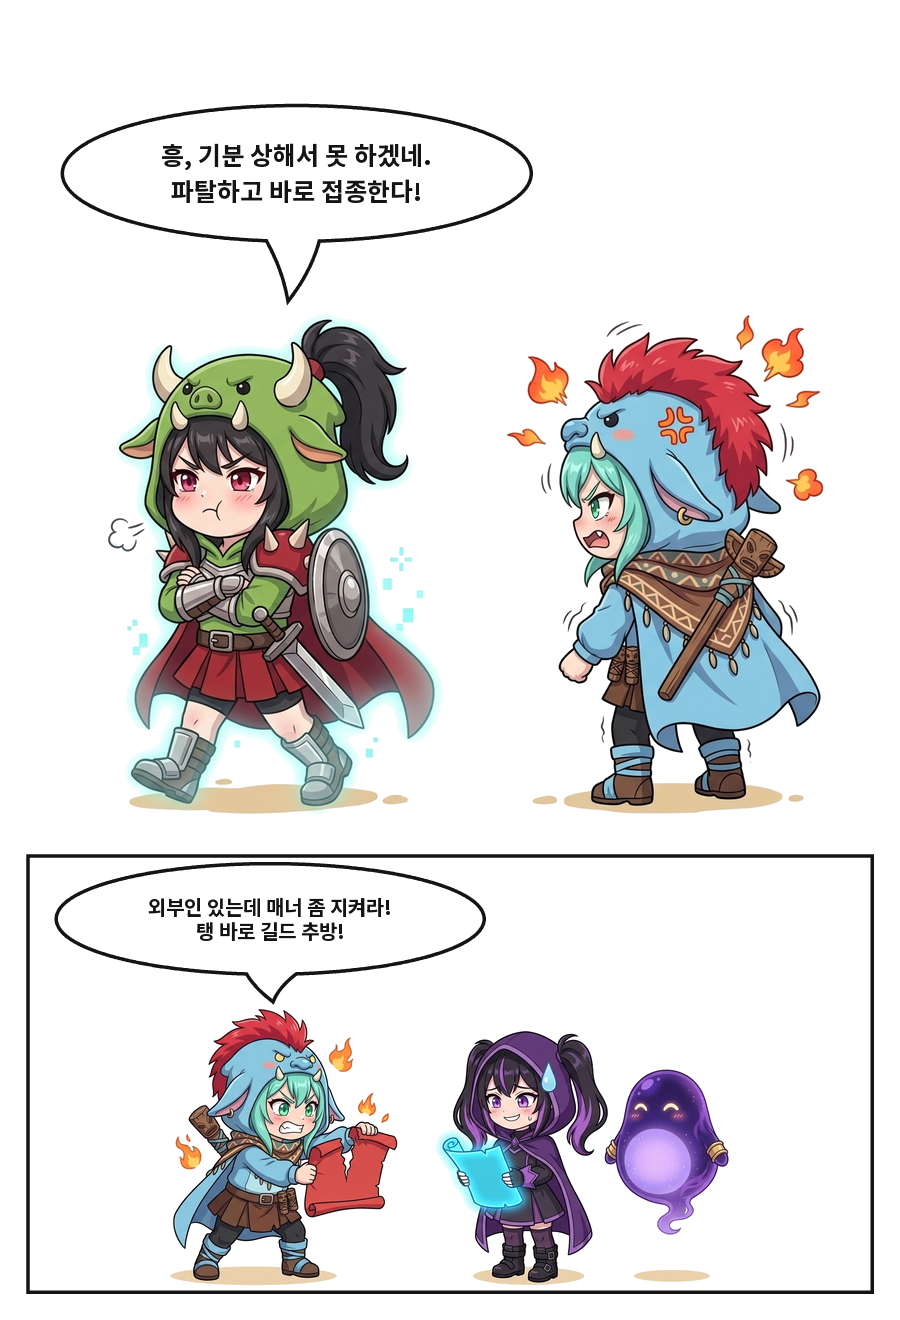 흥, 기분 상해서 못 하겠네.
파탈하고 바로 접종한다!
외부인 있는데 매너 좀 지켜라!
탱 바로 길드 추방!